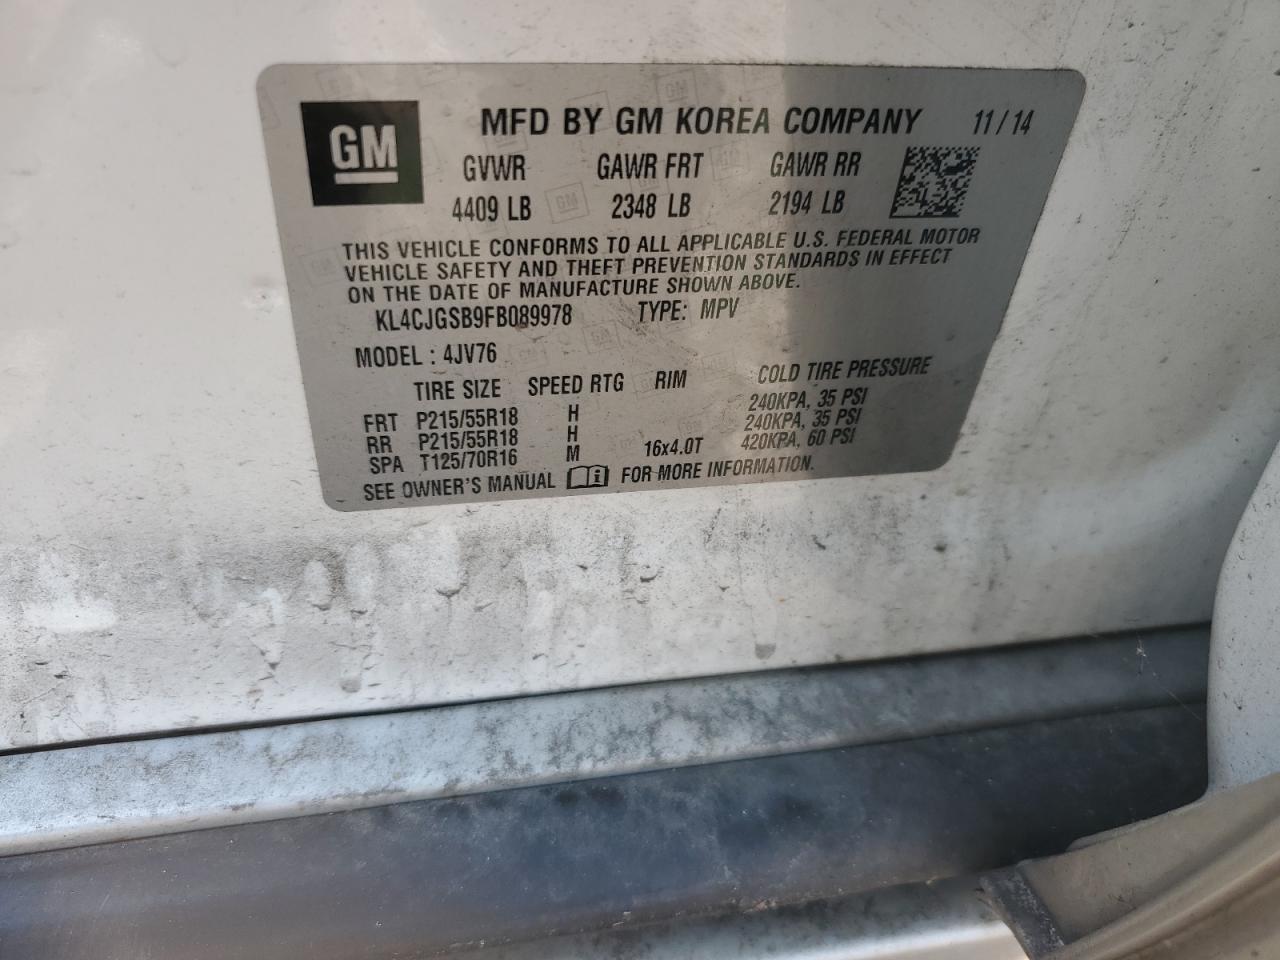 GM MFD BY GM KOREA COMPANY 11/14
GVWR GAWR FRT GAWR RR
4409 LB 2348 LB 2194 LB
THIS VEHICLE CONFORMS TO ALL APPLICABLE U.S. FEDERAL MOTOR
VEHICLE SAFETY AND THEFT PREVENTION STANDARDS IN EFFECT
ON THE DATE OF MANUFACTURE SHOWN ABOVE.
KL4CJGSB9FB089978 TYPE: MPV
MODEL : 4JV76
TIRE SIZE SPEED RTG RIM COLD TIRE PRESSURE
FRT P215/55R18 H 240KPA, 35 PSI
RR P215/55R18 H 240KPA, 35 PSI
SPA T125/70R16 M 16x4.0T 420KPA, 60 PSI
SEE OWNER'S MANUAL i FOR MORE INFORMATION.